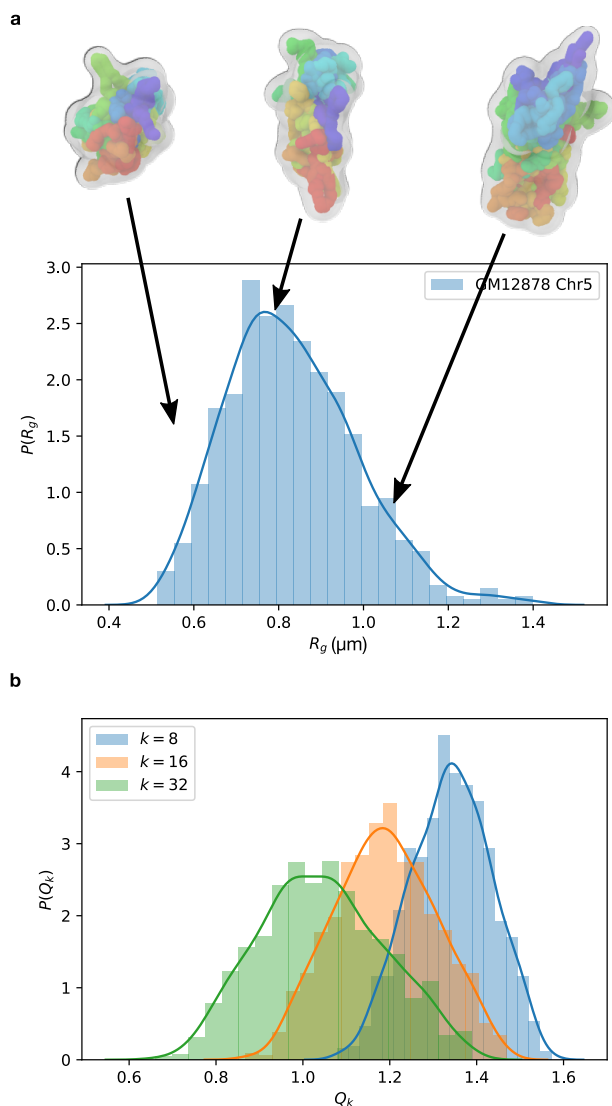 a
3.0
2.5
2.0
1.5
1.0
0.5
0.0
P(R_g)
GM12878 Chr5
0.4 0.6 0.8 1.0 1.2 1.4
R_g (μm)
b
4
3
2
1
0
P(Q_k)
k = 8
k = 16
k = 32
0.6 0.8 1.0 1.2 1.4 1.6
Q_k